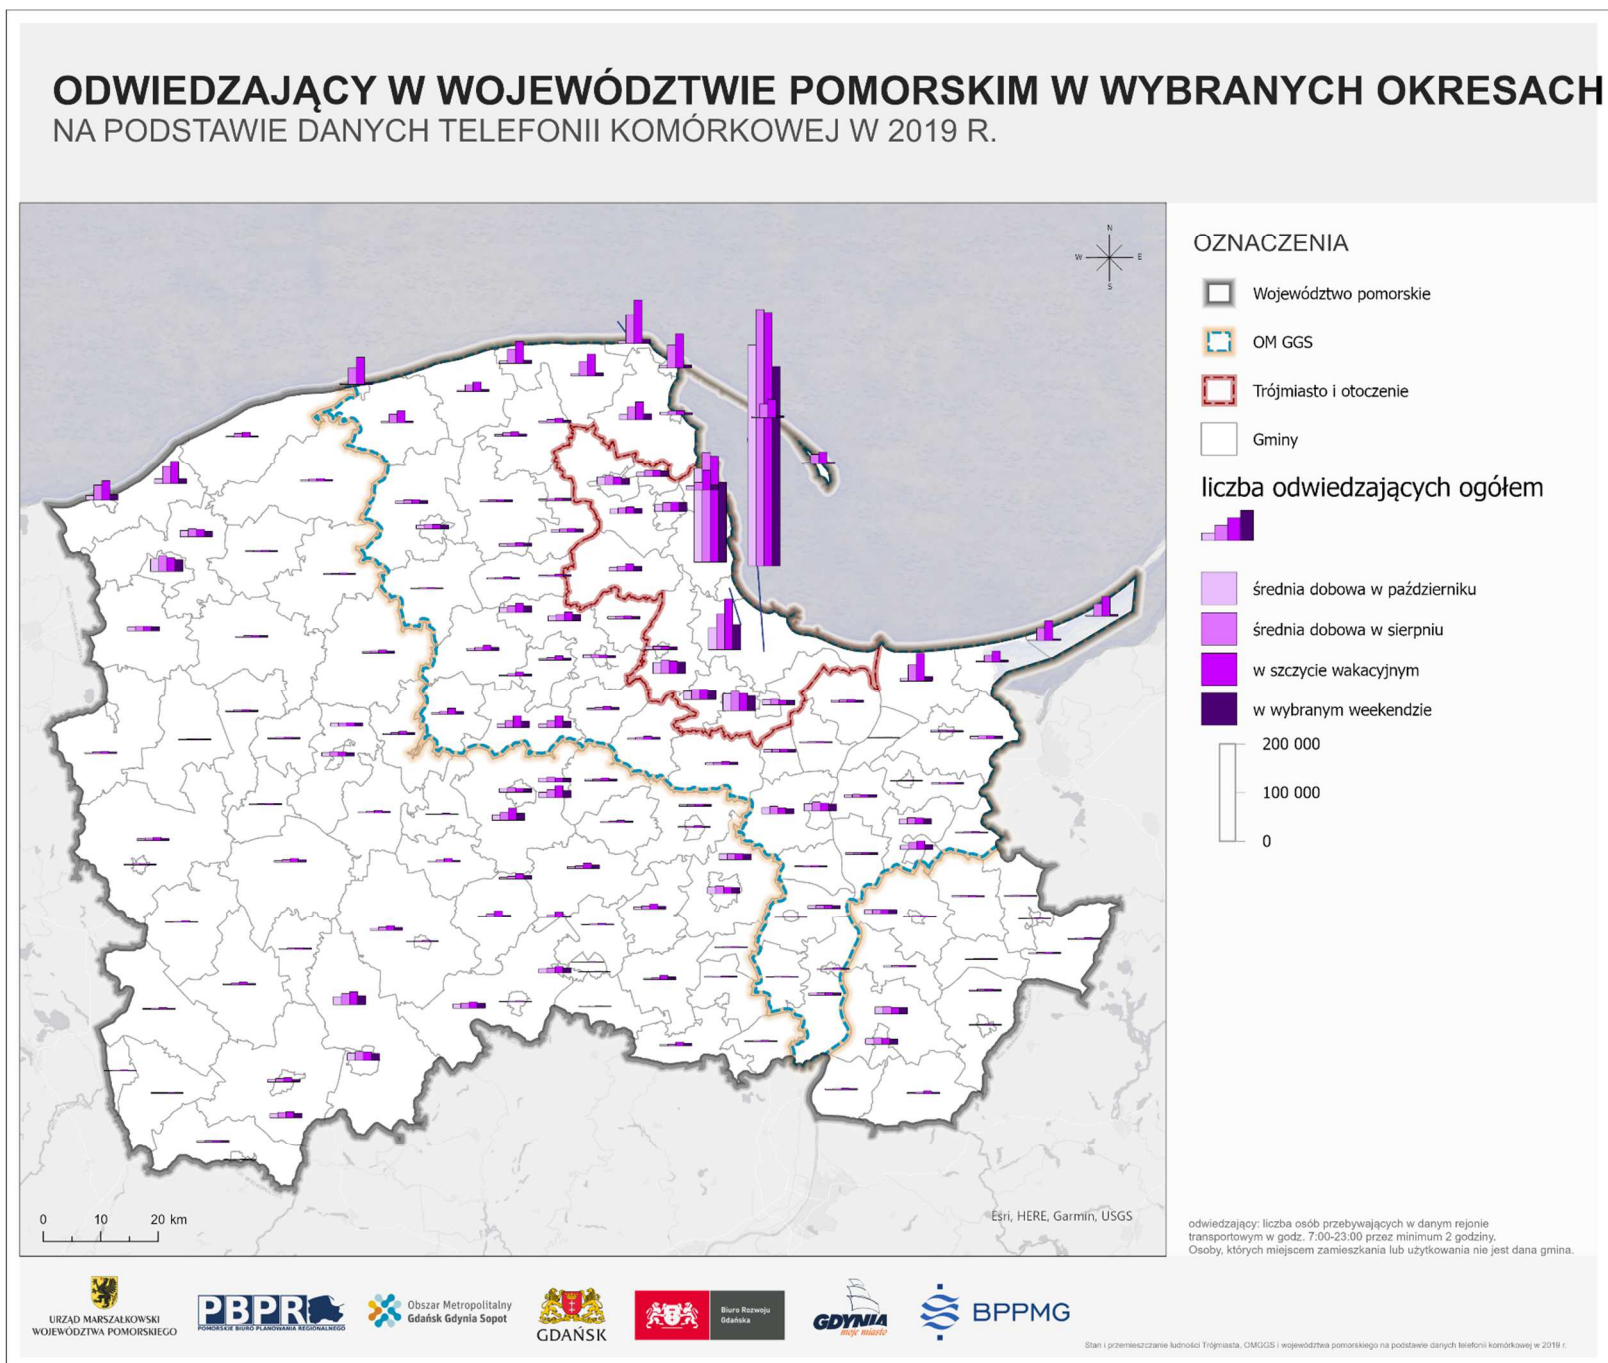 ODWIEDZAJĄCY W WOJEWÓDZTWIE POMORSKIM W WYBRANYCH OKRESACH
NA PODSTAWIE DANYCH TELEFONII KOMÓRKOWEJ W 2019 R.
N
W E
S
OZNACZENIA
Województwo pomorskie
OM GGS
Trójmiasto i otoczenie
Gminy
liczba odwiedzających ogółem
średnia dobowa w październiku
średnia dobowa w sierpniu
w szczycie wakacyjnym
w wybranym weekendzie
200 000
100 000
0
0 10 20 km
Esri, HERE, Garmin, USGS
odwiedzający: liczba osób przebywających w danym rejonie
transportowym w godz. 7:00-23:00 przez minimum 2 godziny.
Osoby, których miejscem zamieszkania lub użytkowania nie jest dana gmina.
URZĄD MARSZAŁKOWSKI
WOJEWÓDZTWA POMORSKIEGO
PBPR
POMORSKIE BIURO PLANOWANIA REGIONALNEGO
Obszar Metropolitalny
Gdańsk Gdynia Sopot
GDAŃSK
Biuro Rozwoju
Gdańska
GDYNIA
moje miasto
BPPMG
Stan i przemieszczanie ludności Trójmiasta, OMGGS i województwa pomorskiego na podstawie danych telefonii komórkowej w 2019 r.